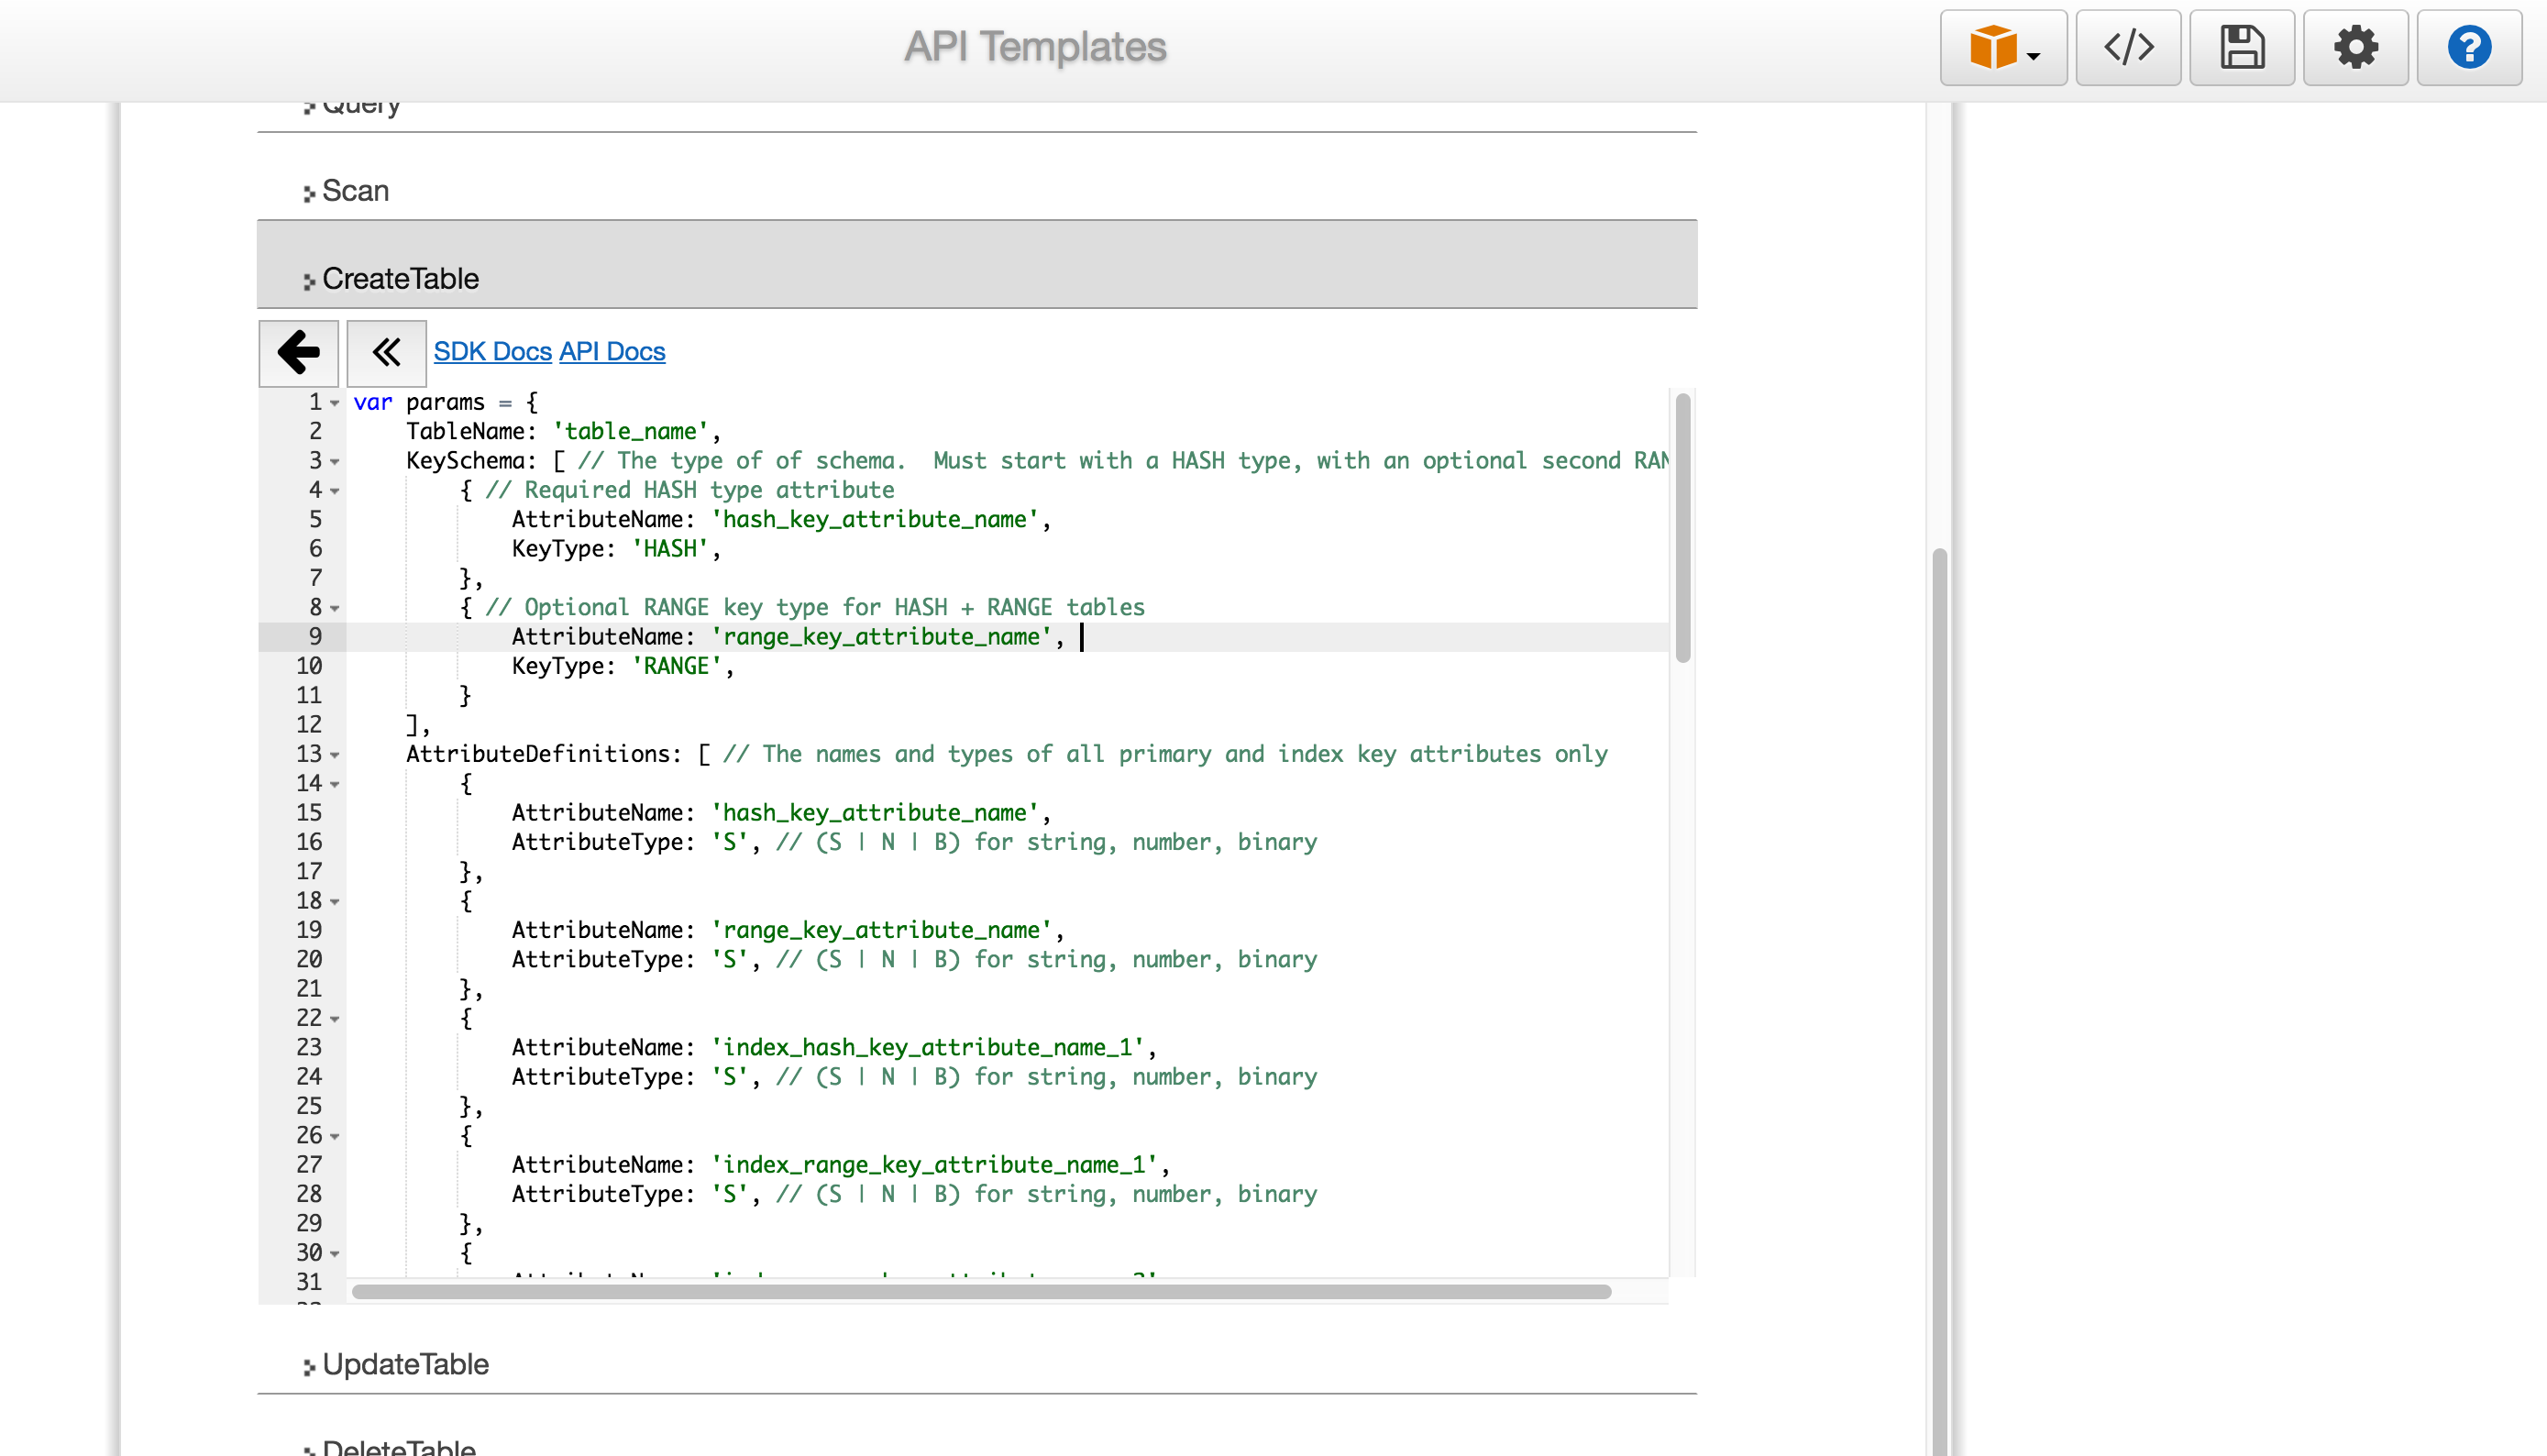 API Templates
Query
Scan
CreateTable
SDK Docs API Docs
1 var params = {
2 TableName: 'table_name',
3 KeySchema: [ // The type of of schema.  Must start with a HASH type, with an optional second
4 { // Required HASH type attribute
5 AttributeName: 'hash_key_attribute_name',
6 KeyType: 'HASH',
7 },
8 { // Optional RANGE key type for HASH + RANGE tables
9 AttributeName: 'range_key_attribute_name',
10 KeyType: 'RANGE',
11 }
12 ],
13 AttributeDefinitions: [ // The names and types of all primary and index key attributes only
14 {
15 AttributeName: 'hash_key_attribute_name',
16 AttributeType: 'S', // (S | N | B) for string, number, binary
17 },
18 {
19 AttributeName: 'range_key_attribute_name',
20 AttributeType: 'S', // (S | N | B) for string, number, binary
21 },
22 {
23 AttributeName: 'index_hash_key_attribute_name_1',
24 AttributeType: 'S', // (S | N | B) for string, number, binary
25 },
26 {
27 AttributeName: 'index_range_key_attribute_name_1',
28 AttributeType: 'S', // (S | N | B) for string, number, binary
29 },
30 {
31
UpdateTable
DeleteTable